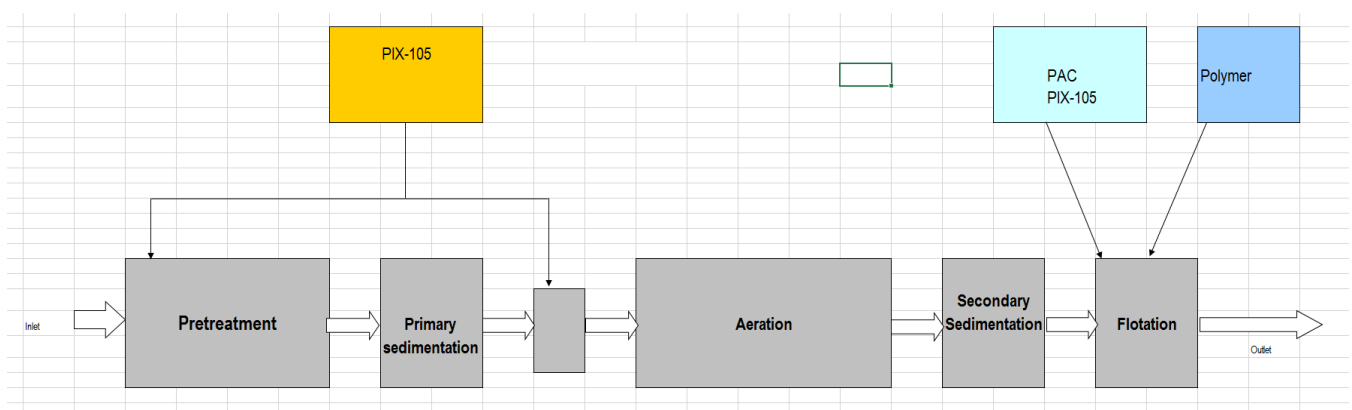 PIX-105
PAC
PIX-105
Polymer
Inlet
Pretreatment
Primary
sedimentation
Aeration
Secondary
Sedimentation
Flotation
Outlet